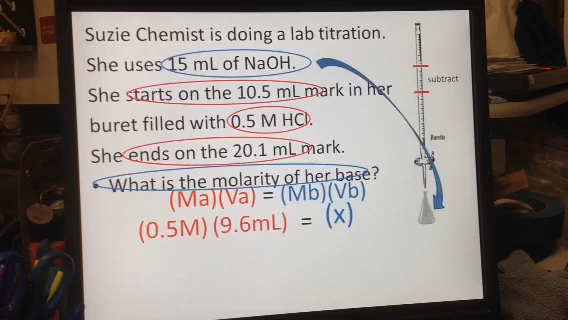 Suzie Chemist is doing a lab titration.
She uses 15 mL of NaOH.
She starts on the 10.5 mL mark in her
buret filled with 0.5 M HCl.
She ends on the 20.1 mL mark.
• What is the molarity of her base?
(Ma)(Va) = (Mb)(Vb)
(0.5M) (9.6mL) = (x)
subtract